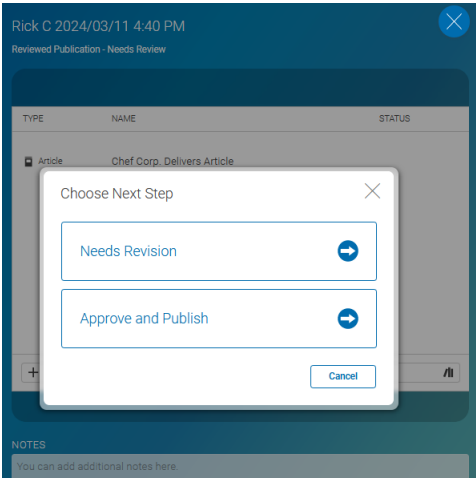 Rick C 2024/03/11 4:40 PM
Reviewed Publication - Needs Review
TYPE NAME STATUS
Article Chef Corp. Delivers Article
Choose Next Step
Needs Revision
Approve and Publish
Cancel
NOTES
You can add additional notes here.